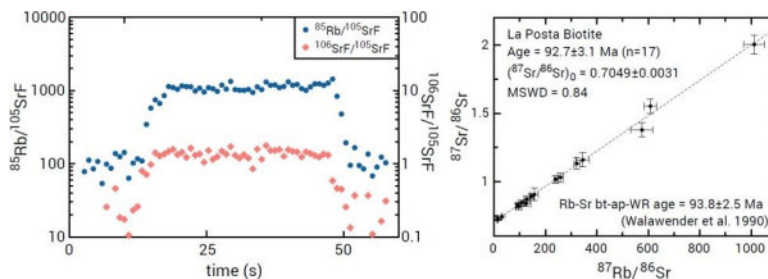 ⁸⁵Rb/¹⁰⁵SrF
¹⁰⁶SrF/¹⁰⁵SrF
10000
1000
100
10
⁸⁵Rb/¹⁰⁵SrF
100
10
1
0.1
¹⁰⁶SrF/¹⁰⁵SrF
0 25 50
time (s)
La Posta Biotite
Age = 92.7±3.1 Ma (n=17)
(⁸⁷Sr/⁸⁶Sr)₀ = 0.7049±0.0031
MSWD = 0.84
2
1.5
1
⁸⁷Sr/⁸⁶Sr
Rb-Sr bt-ap-WR age = 93.8±2.5 Ma
(Walawender et al. 1990)
0 200 400 600 800 1000
⁸⁷Rb/⁸⁶Sr